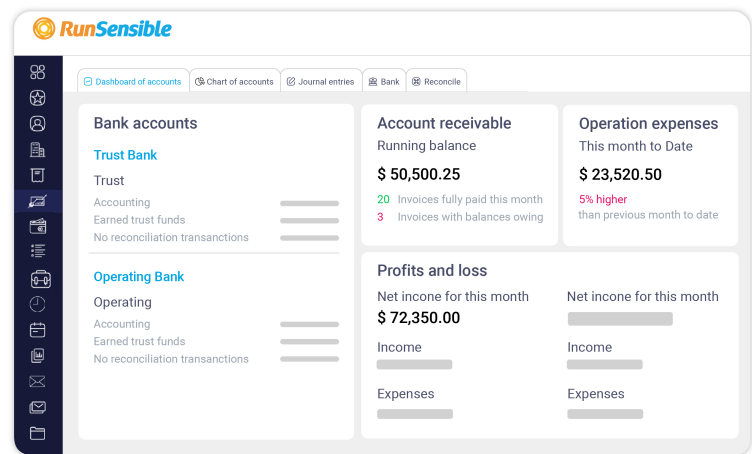 RunSensible
Dashboard of accounts
Chart of accounts
Journal entries
Bank
Reconcile
Bank accounts
Trust Bank
Trust
Accounting
Earned trust funds
No reconciliation transanctions
Operating Bank
Operating
Accounting
Earned trust funds
No reconciliation transanctions
Account receivable
Running balance
$ 50,500.25
20 Invoices fully paid this month
3 Invoices with balances owing
Operation expenses
This month to Date
$ 23,520.50
5% higher
than previous month to date
Profits and loss
Net incone for this month
$ 72,350.00
Income
Expenses
Net incone for this month
Income
Expenses